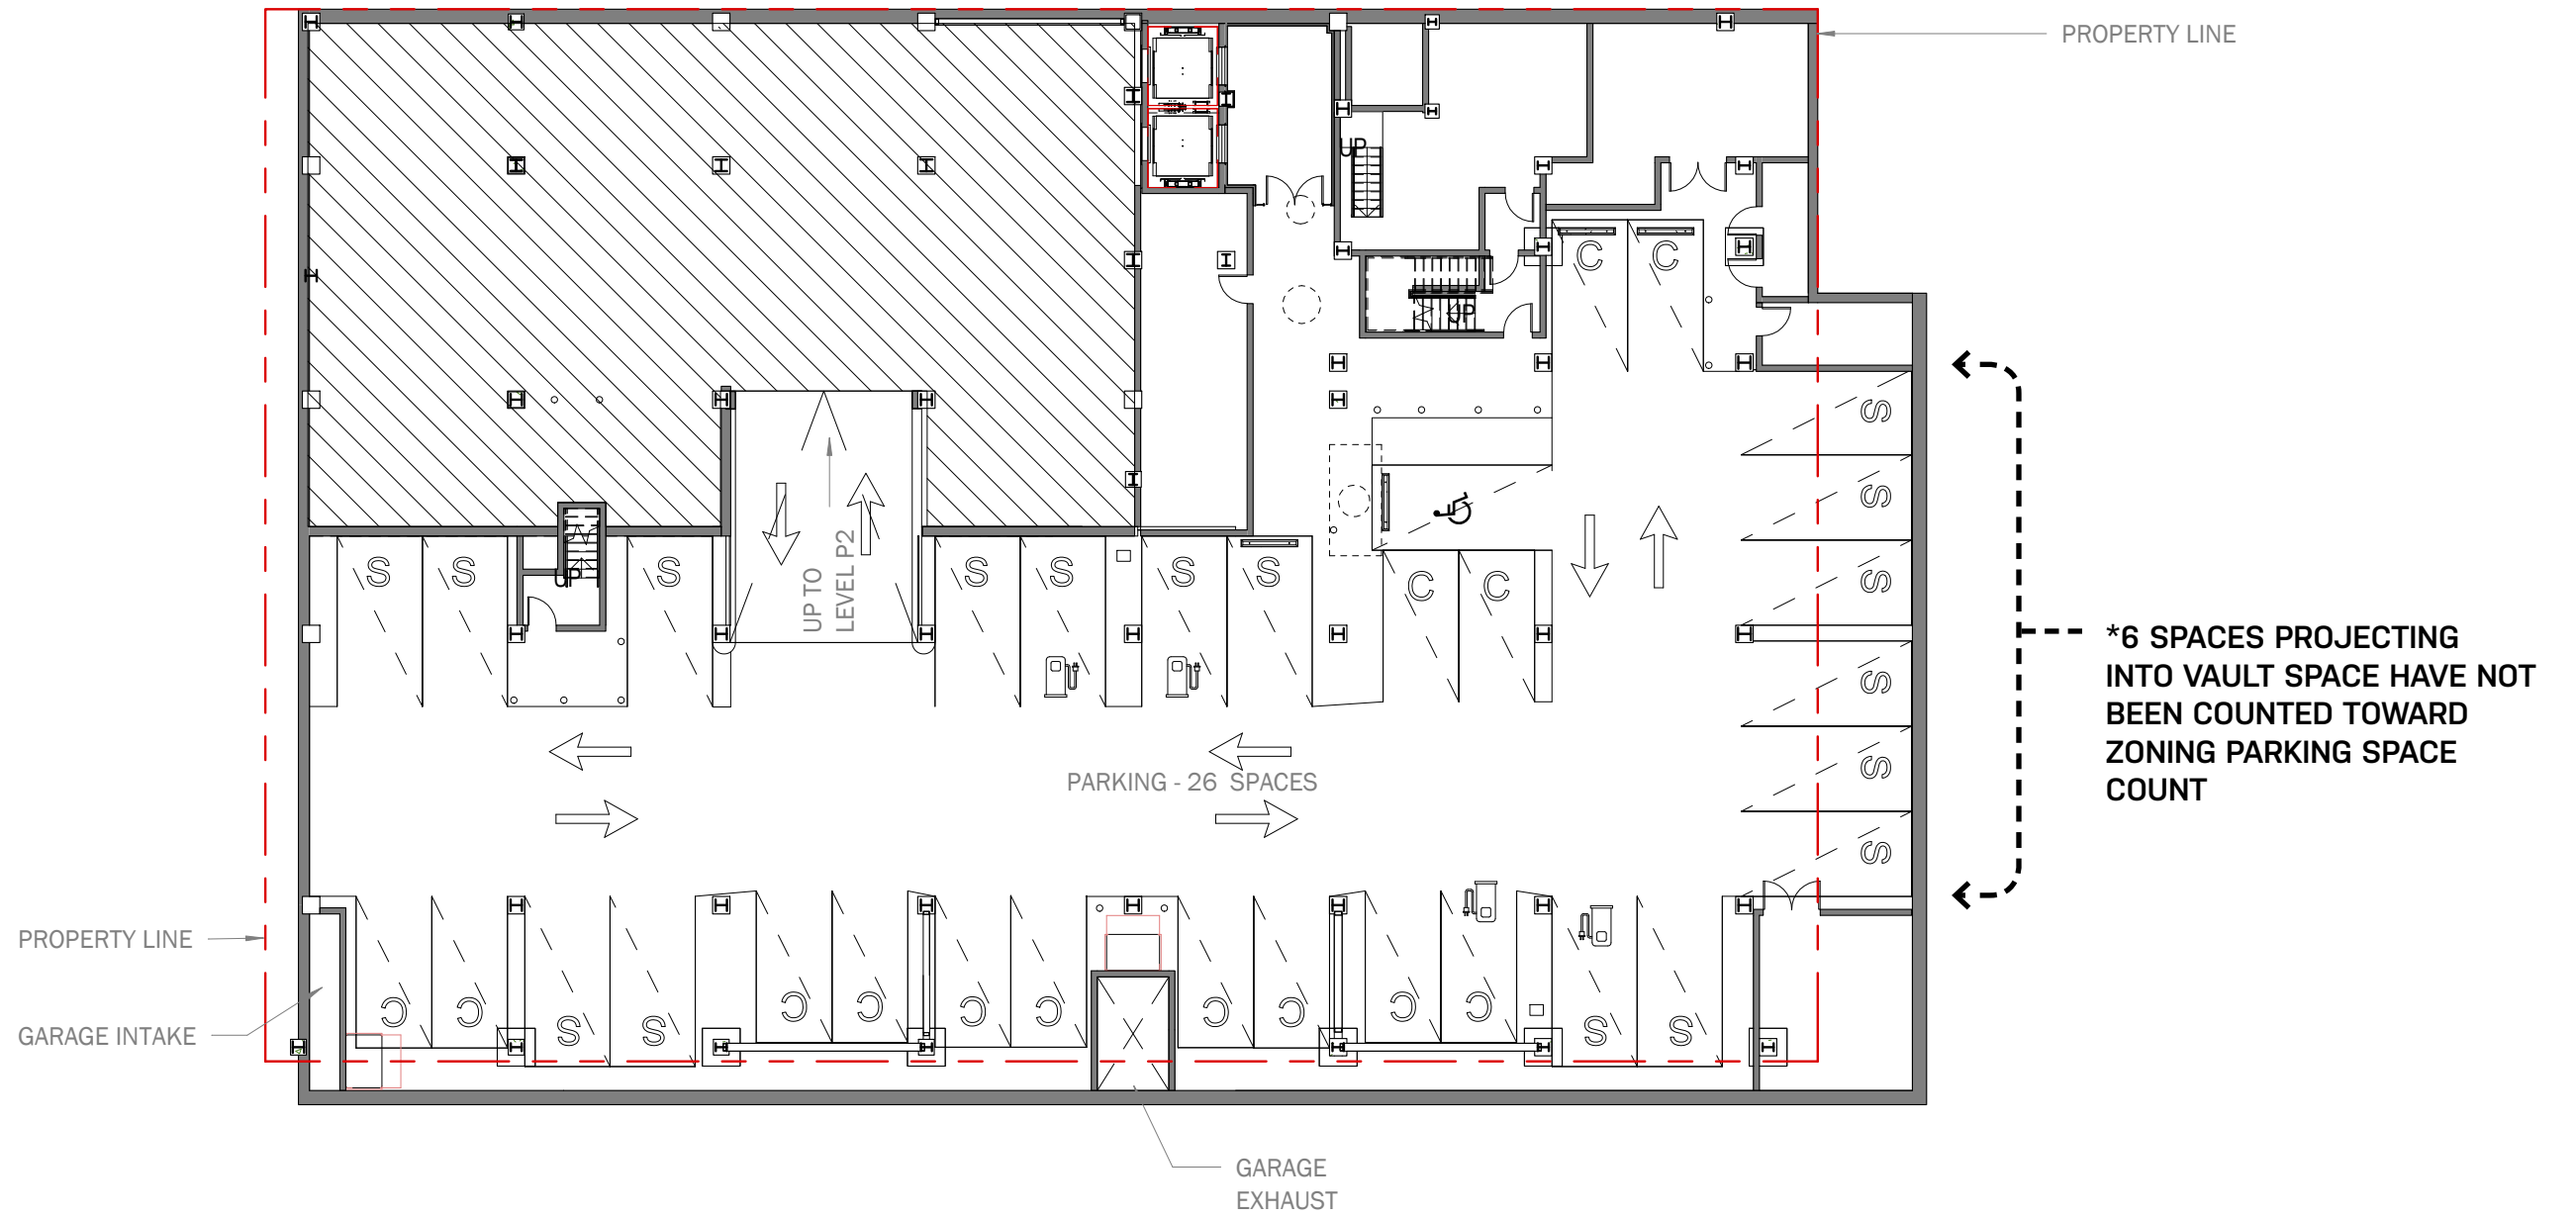 PROPERTY LINE
UP
C
C
UP
S
S
S
S
S
S
UP TO
LEVEL P2
UP
S
S
S
S
S
S
S
C
C
PARKING - 26 SPACES
*6 SPACES PROJECTING
INTO VAULT SPACE HAVE NOT
BEEN COUNTED TOWARD
ZONING PARKING SPACE
COUNT
PROPERTY LINE
GARAGE INTAKE
C
C
S
S
C
C
C
C
C
C
C
C
S
S
GARAGE
EXHAUST